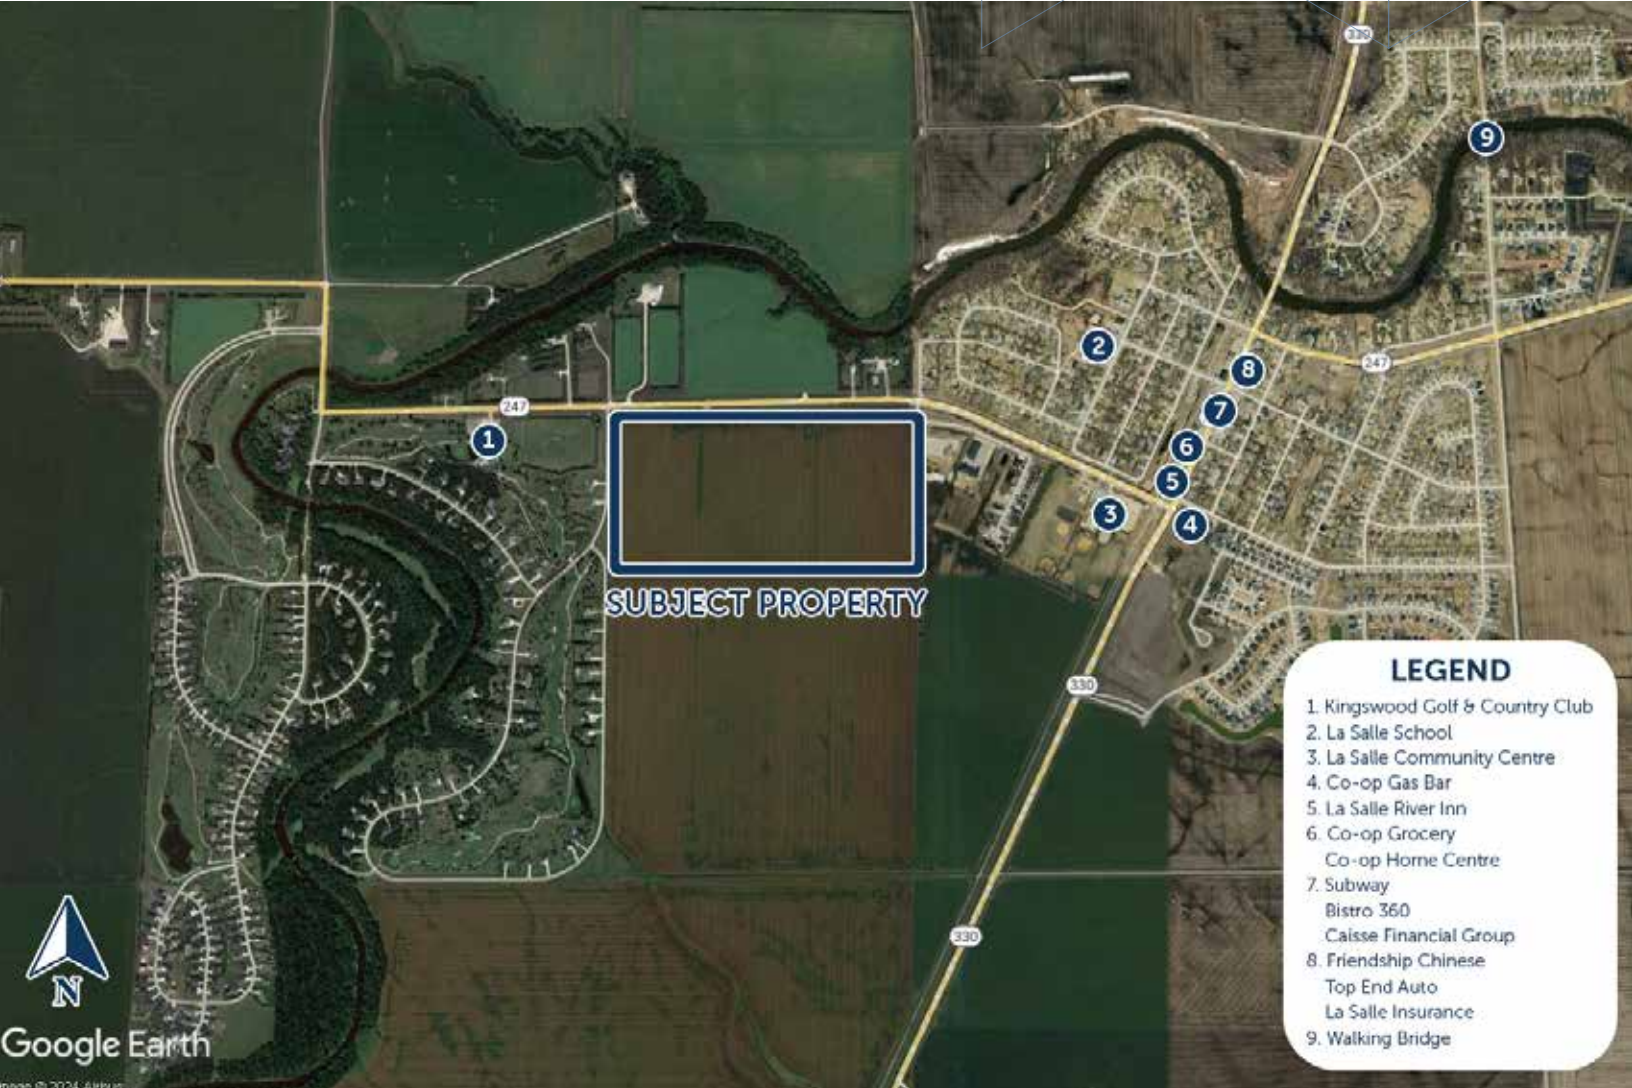 330
9
2
8
247
7
247
1
6
5
3
4
SUBJECT PROPERTY
330
LEGEND
1. Kingswood Golf & Country Club
2. La Salle School
3. La Salle Community Centre
4. Co-op Gas Bar
5. La Salle River Inn
6. Co-op Grocery
Co-op Home Centre
7. Subway
Bistro 360
Caisse Financial Group
8. Friendship Chinese
Top End Auto
La Salle Insurance
9. Walking Bridge
330
N
Google Earth
© 2024 Airbus